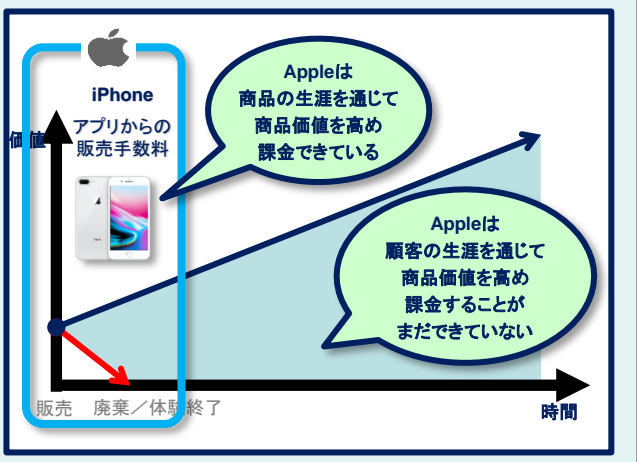 iPhone
アプリからの
販売手数料
価値
Appleは
商品の生涯を通じて
商品価値を高め
課金できている
Appleは
顧客の生涯を通じて
商品価値を高め
課金することが
まだできていない
販売
廃棄／体験終了
時間